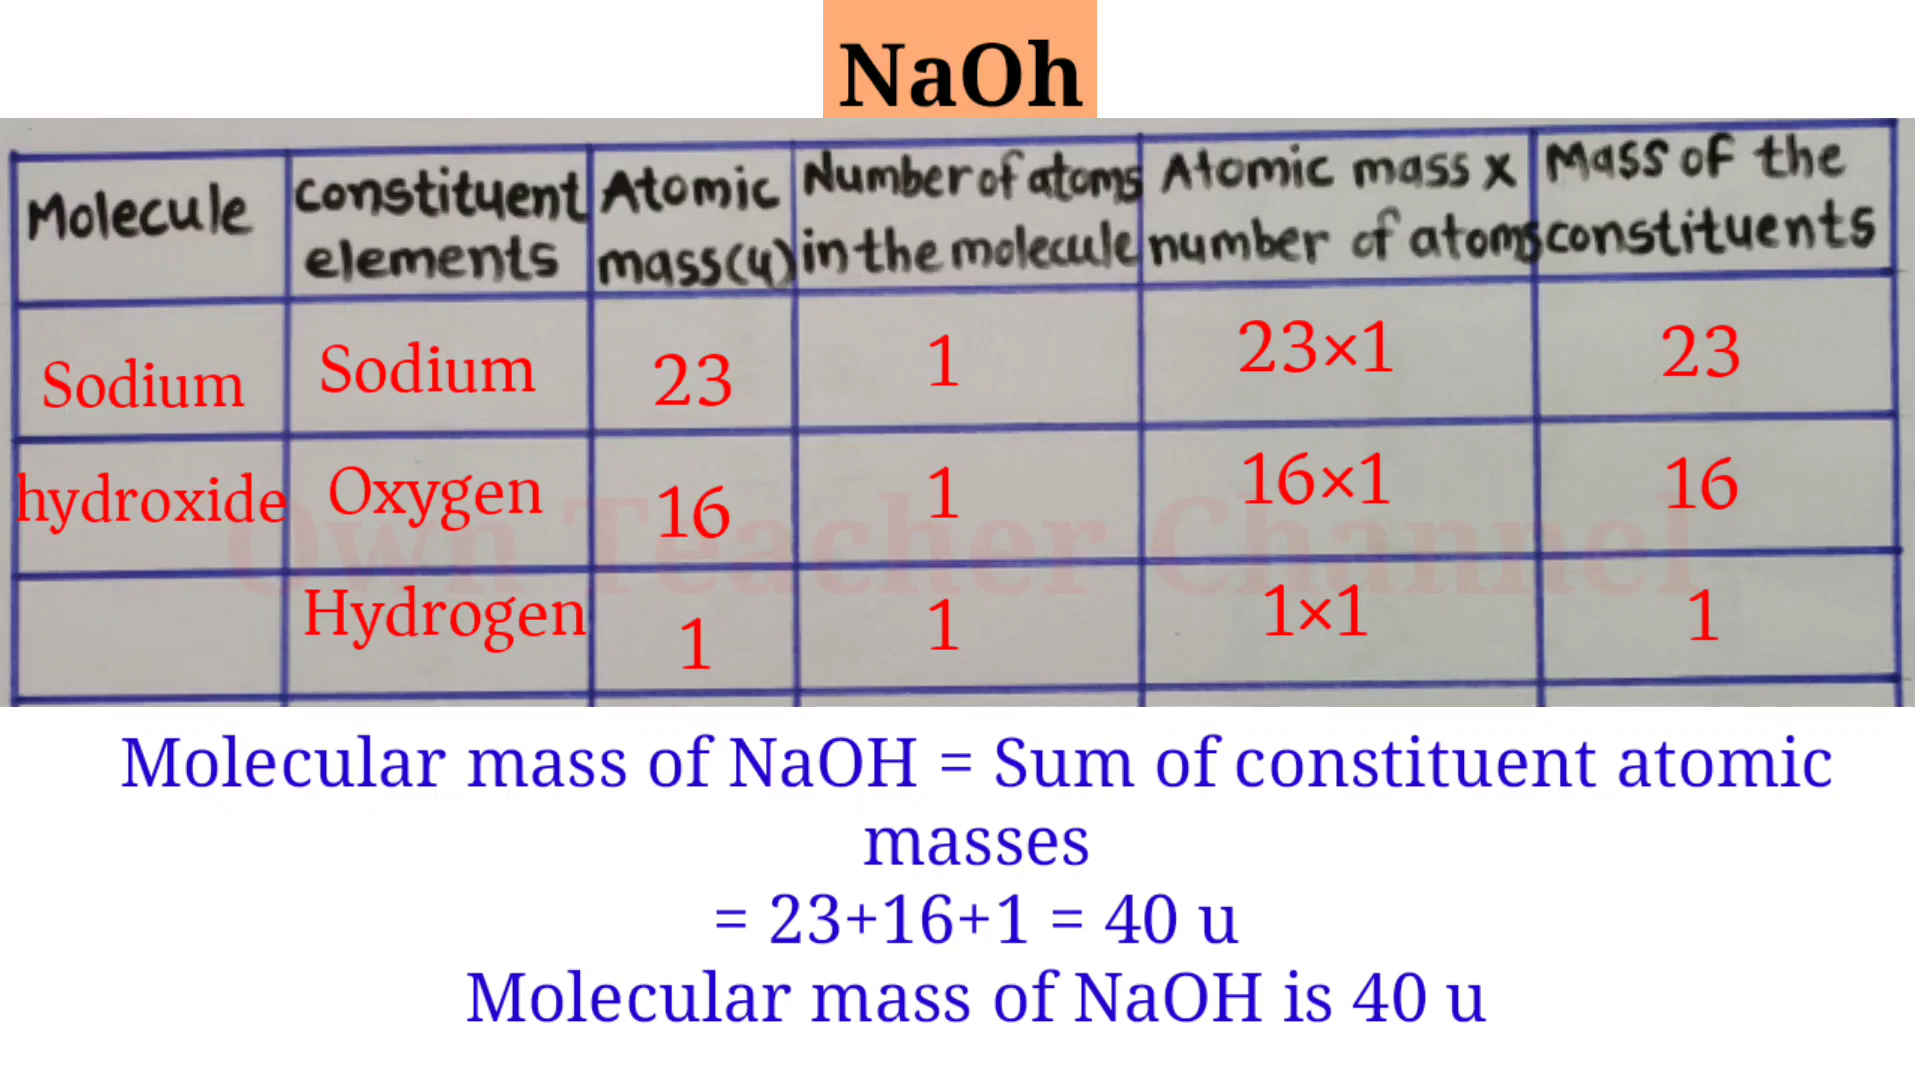 NaOh
Molecule constituent elements Atomic mass(u) Number of atoms in the molecule Atomic mass x number of atoms Mass of the constituents
Sodium Sodium 23 1 23×1 23
hydroxide Oxygen 16 1 16×1 16
Hydrogen 1 1 1×1 1
Own Teacher Channel
Molecular mass of NaOH = Sum of constituent atomic
masses
= 23+16+1 = 40 u
Molecular mass of NaOH is 40 u